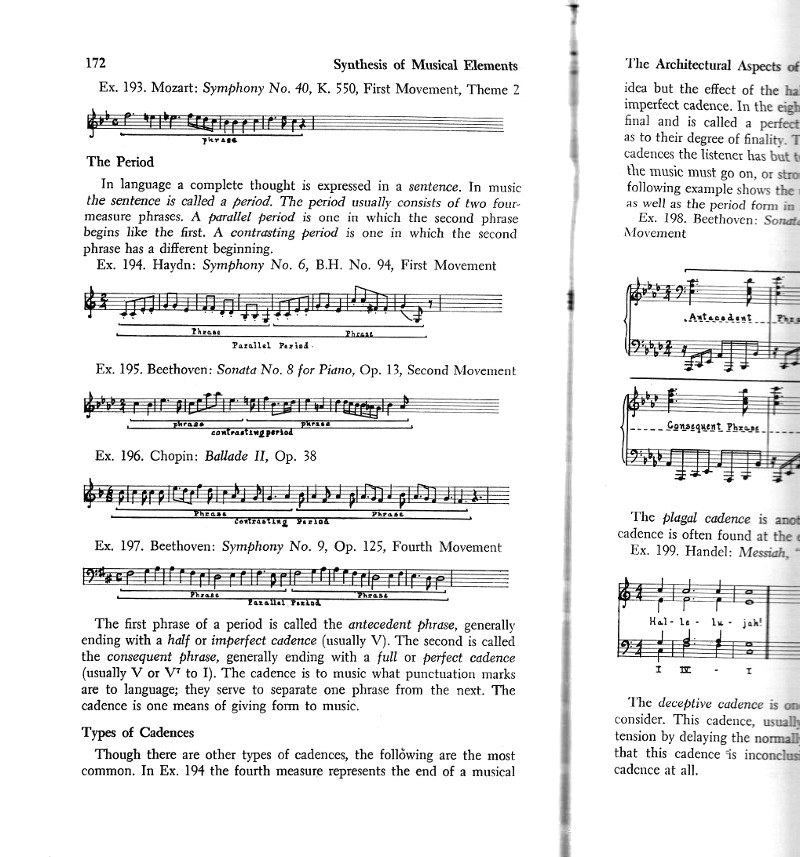 172 Synthesis of Musical Elements
Ex. 193. Mozart: Symphony No. 40, K. 550, First Movement, Theme 2
phrase
The Period
In language a complete thought is expressed in a sentence. In music
the sentence is called a period. The period usually consists of two four-
measure phrases. A parallel period is one in which the second phrase
begins like the first. A contrasting period is one in which the second
phrase has a different beginning.
Ex. 194. Haydn: Symphony No. 6, B.H. No. 94, First Movement
Phrase Phrase
Parallel Period
Ex. 195. Beethoven: Sonata No. 8 for Piano, Op. 13, Second Movement
phrase phrase
contrasting period
Ex. 196. Chopin: Ballade II, Op. 38
Phrase Phrase
contrasting Period
Ex. 197. Beethoven: Symphony No. 9, Op. 125, Fourth Movement
Phrase Phrase
Parallel Period
The first phrase of a period is called the antecedent phrase, generally
ending with a half or imperfect cadence (usually V). The second is called
the consequent phrase, generally ending with a full or perfect cadence
(usually V or V7 to I). The cadence is to music what punctuation marks
are to language; they serve to separate one phrase from the next. The
cadence is one means of giving form to music.
Types of Cadences
Though there are other types of cadences, the following are the most
common. In Ex. 194 the fourth measure represents the end of a musical
The Architectural Aspects of
idea but the effect of the
imperfect cadence. In the
final and is called a perfect
as to their degree of finality.
cadences the listener has but
the music must go on, or
following example shows the
as well as the period form in
Ex. 198. Beethoven:
Movement
Antecedent
Consequent Phrase
The plagal cadence is
cadence is often found at the
Ex. 199. Handel: Messiah,
Hal - le - lu - jah!
I IV - I
The deceptive cadence is
consider. This cadence,
tension by delaying the
that this cadence is
cadence at all.